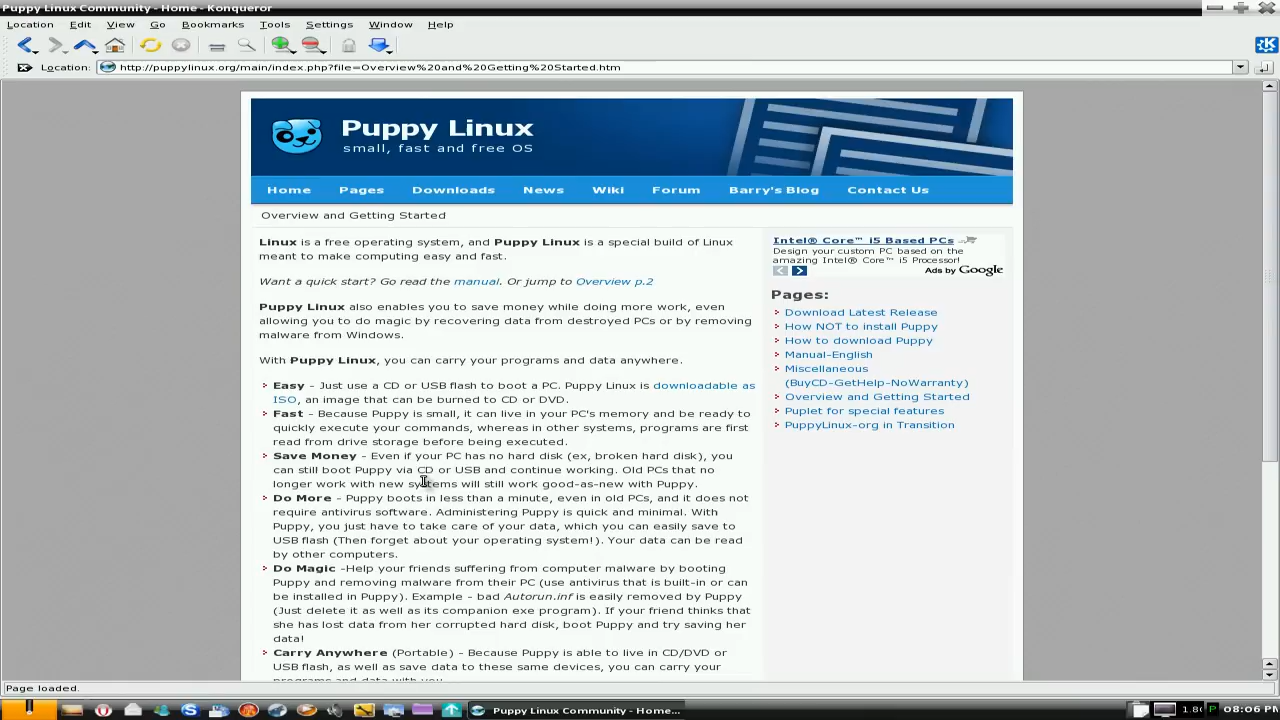 Puppy Linux Community - Home - Konqueror
Location Edit View Go Bookmarks Tools Settings Window Help
Location: http://puppylinux.org/main/index.php?file=Overview%20and%20Getting%20Started.htm
Puppy Linux
small, fast and free OS
Home Pages Downloads News Wiki Forum Barry's Blog Contact Us
Overview and Getting Started
Linux is a free operating system, and Puppy Linux is a special build of Linux
meant to make computing easy and fast.
Want a quick start? Go read the manual. Or jump to Overview p.2
Puppy Linux also enables you to save money while doing more work, even
allowing you to do magic by recovering data from destroyed PCs or by removing
malware from Windows.
With Puppy Linux, you can carry your programs and data anywhere.
Easy - Just use a CD or USB flash to boot a PC. Puppy Linux is downloadable as
ISO, an image that can be burned to CD or DVD.
Fast - Because Puppy is small, it can live in your PC's memory and be ready to
quickly execute your commands, whereas in other systems, programs are first
read from drive storage before being executed.
Save Money - Even if your PC has no hard disk (ex, broken hard disk), you
can still boot Puppy via CD or USB and continue working. Old PCs that no
longer work with new systems will still work good-as-new with Puppy.
Do More - Puppy boots in less than a minute, even in old PCs, and it does not
require antivirus software. Administering Puppy is quick and minimal. With
Puppy, you just have to take care of your data, which you can easily save to
USB flash (Then forget about your operating system!). Your data can be read
by other computers.
Do Magic -Help your friends suffering from computer malware by booting
Puppy and removing malware from their PC (use antivirus that is built-in or can
be installed in Puppy). Example - bad Autorun.inf is easily removed by Puppy
(Just delete it as well as its companion exe program). If your friend thinks that
she has lost data from her corrupted hard disk, boot Puppy and try saving her
data!
Carry Anywhere (Portable) - Because Puppy is able to live in CD/DVD or
USB flash, as well as save data to these same devices, you can carry your
programs and data with you.
Intel® Core™ i5 Based PCs
Design your custom PC based on the
amazing Intel® Core™ i5 Processor!
Ads by Google
Pages:
Download Latest Release
How NOT to install Puppy
How to download Puppy
Manual-English
Miscellaneous
(BuyCD-GetHelp-NoWarranty)
Overview and Getting Started
Puplet for special features
PuppyLinux-org in Transition
Page loaded.
Puppy Linux Community - Home... 08:06 PM